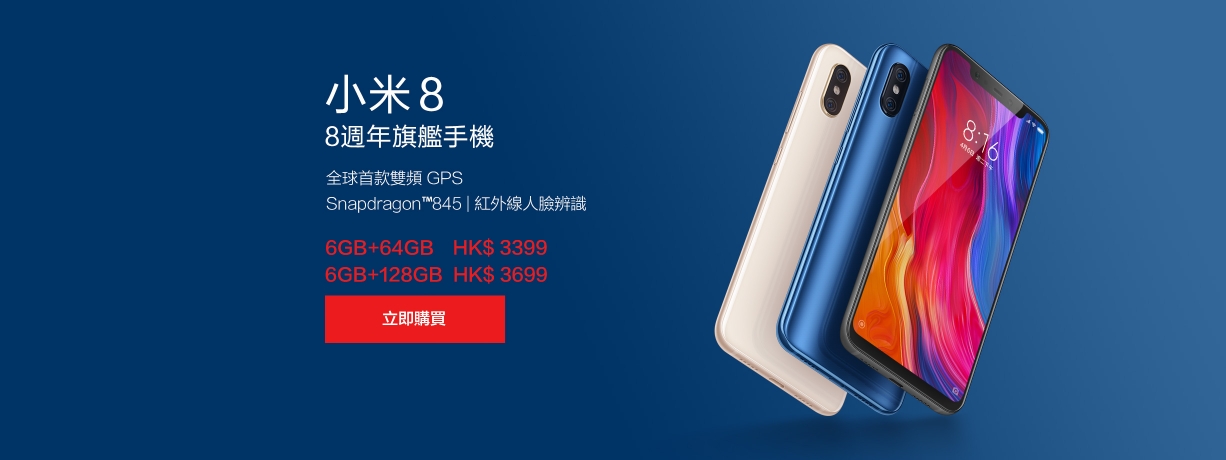 小米8
8週年旗艦手機
全球首款雙頻 GPS
Snapdragon™845 | 紅外線人臉辨識
6GB+64GB HK$ 3399
6GB+128GB HK$ 3699
立即購買
8:16